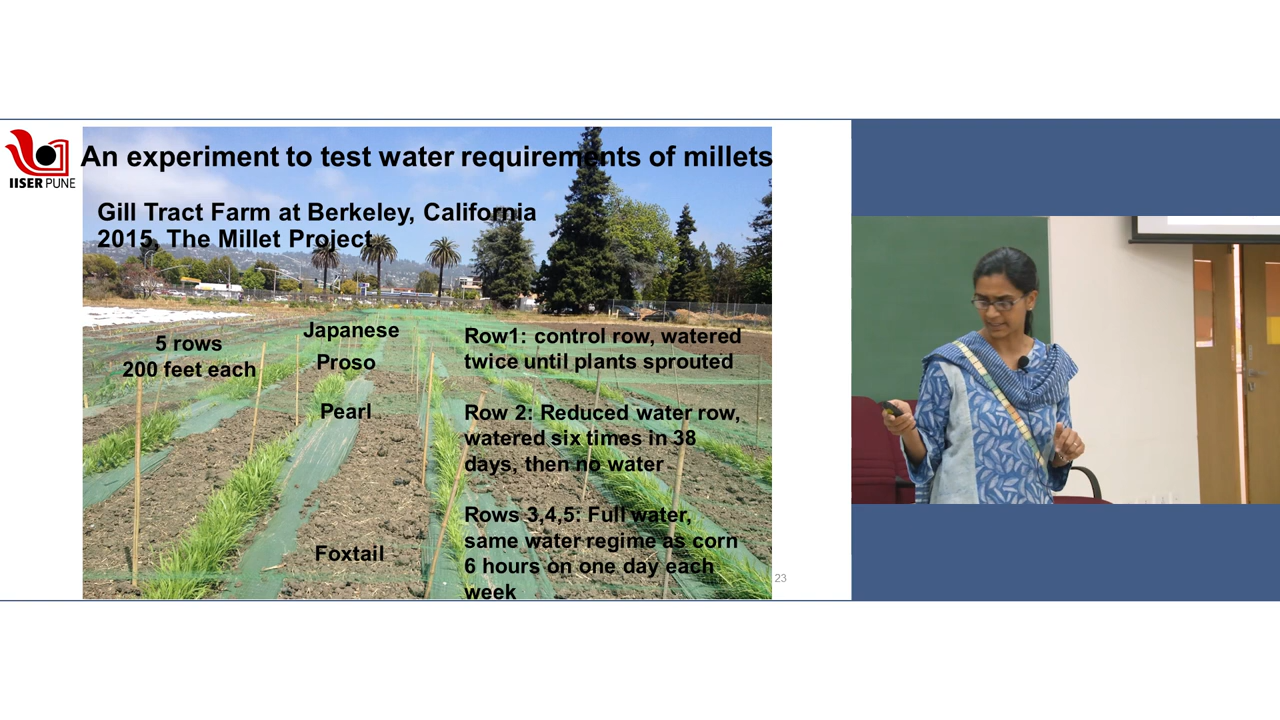 IISER PUNE
An experiment to test water requirements of millets
Gill Tract Farm at Berkeley, California
2015, The Millet Project
5 rows
200 feet each
Japanese
Proso
Pearl
Foxtail
Row1: control row, watered
twice until plants sprouted
Row 2: Reduced water row,
watered six times in 38
days, then no water
Rows 3,4,5: Full water,
same water regime as corn
6 hours on one day each
week
23